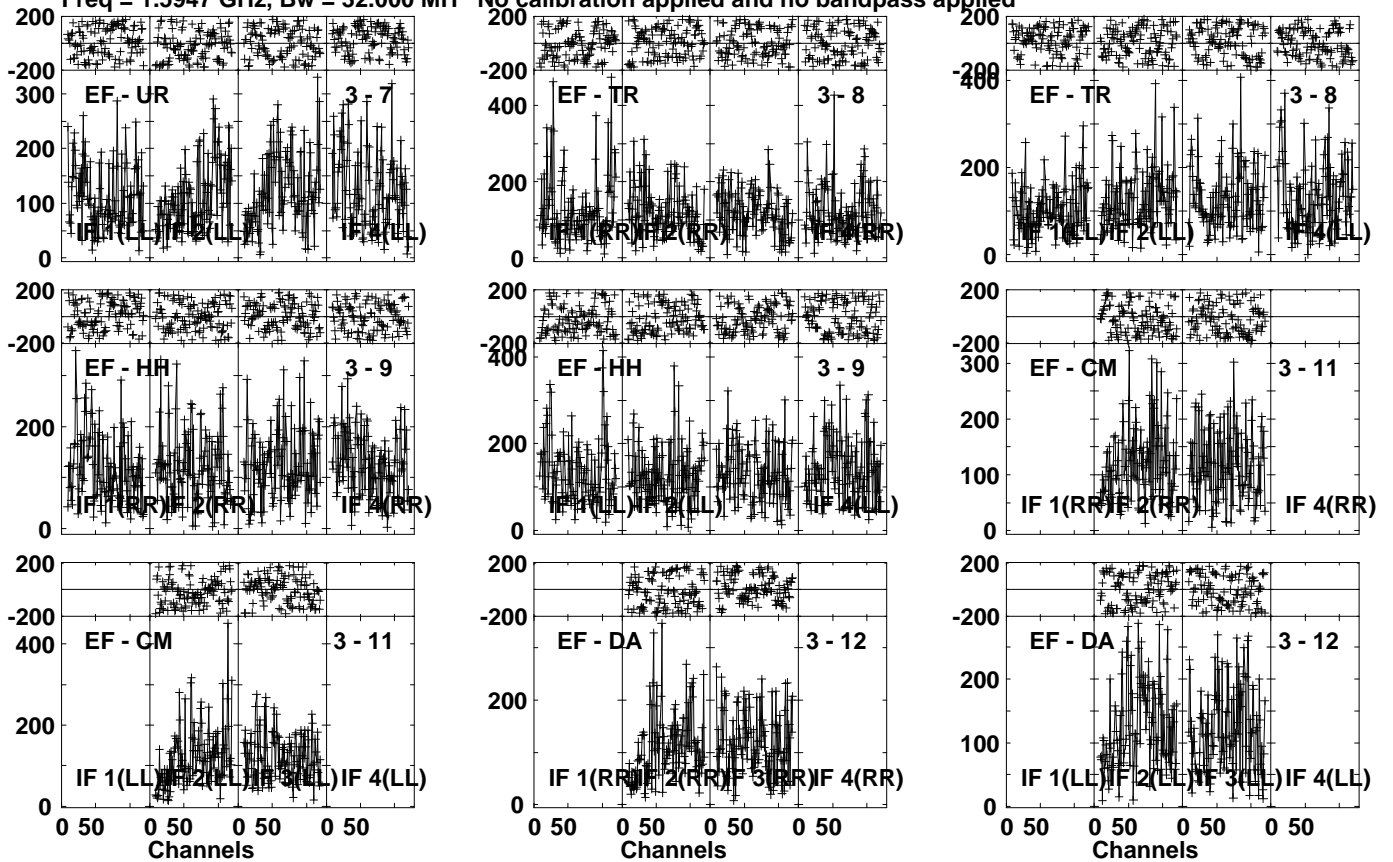 Freq = 1.5947 GHz, Bw = 32.000 MH No calibration applied and no bandpass applied
200
-200
300
200
100
0
EF - UR 3 - 7
IF 1(LL) IF 2(LL) IF 4(LL)
200
-200
400
200
0
EF - TR 3 - 8
IF 1(RR) IF 2(RR) IF 4(RR)
200
-200
400
200
0
EF - TR 3 - 8
IF 1(LL) IF 2(LL) IF 4(LL)
200
-200
200
0
EF - HH 3 - 9
IF 1(RR) IF 2(RR) IF 4(RR)
200
-200
400
200
0
EF - HH 3 - 9
IF 1(LL) IF 2(LL) IF 4(LL)
200
-200
300
200
100
0
EF - CM 3 - 11
IF 1(RR) IF 2(RR) IF 4(RR)
200
-200
400
200
0
EF - CM 3 - 11
IF 1(LL) IF 2(LL) IF 3(LL) IF 4(LL)
0 50 0 50 0 50 0 50
Channels
200
-200
200
0
EF - DA 3 - 12
IF 1(RR) IF 2(RR) IF 3(RR) IF 4(RR)
0 50 0 50 0 50 0 50
Channels
200
-200
200
100
0
EF - DA 3 - 12
IF 1(LL) IF 2(LL) IF 3(LL) IF 4(LL)
0 50 0 50 0 50 0 50
Channels